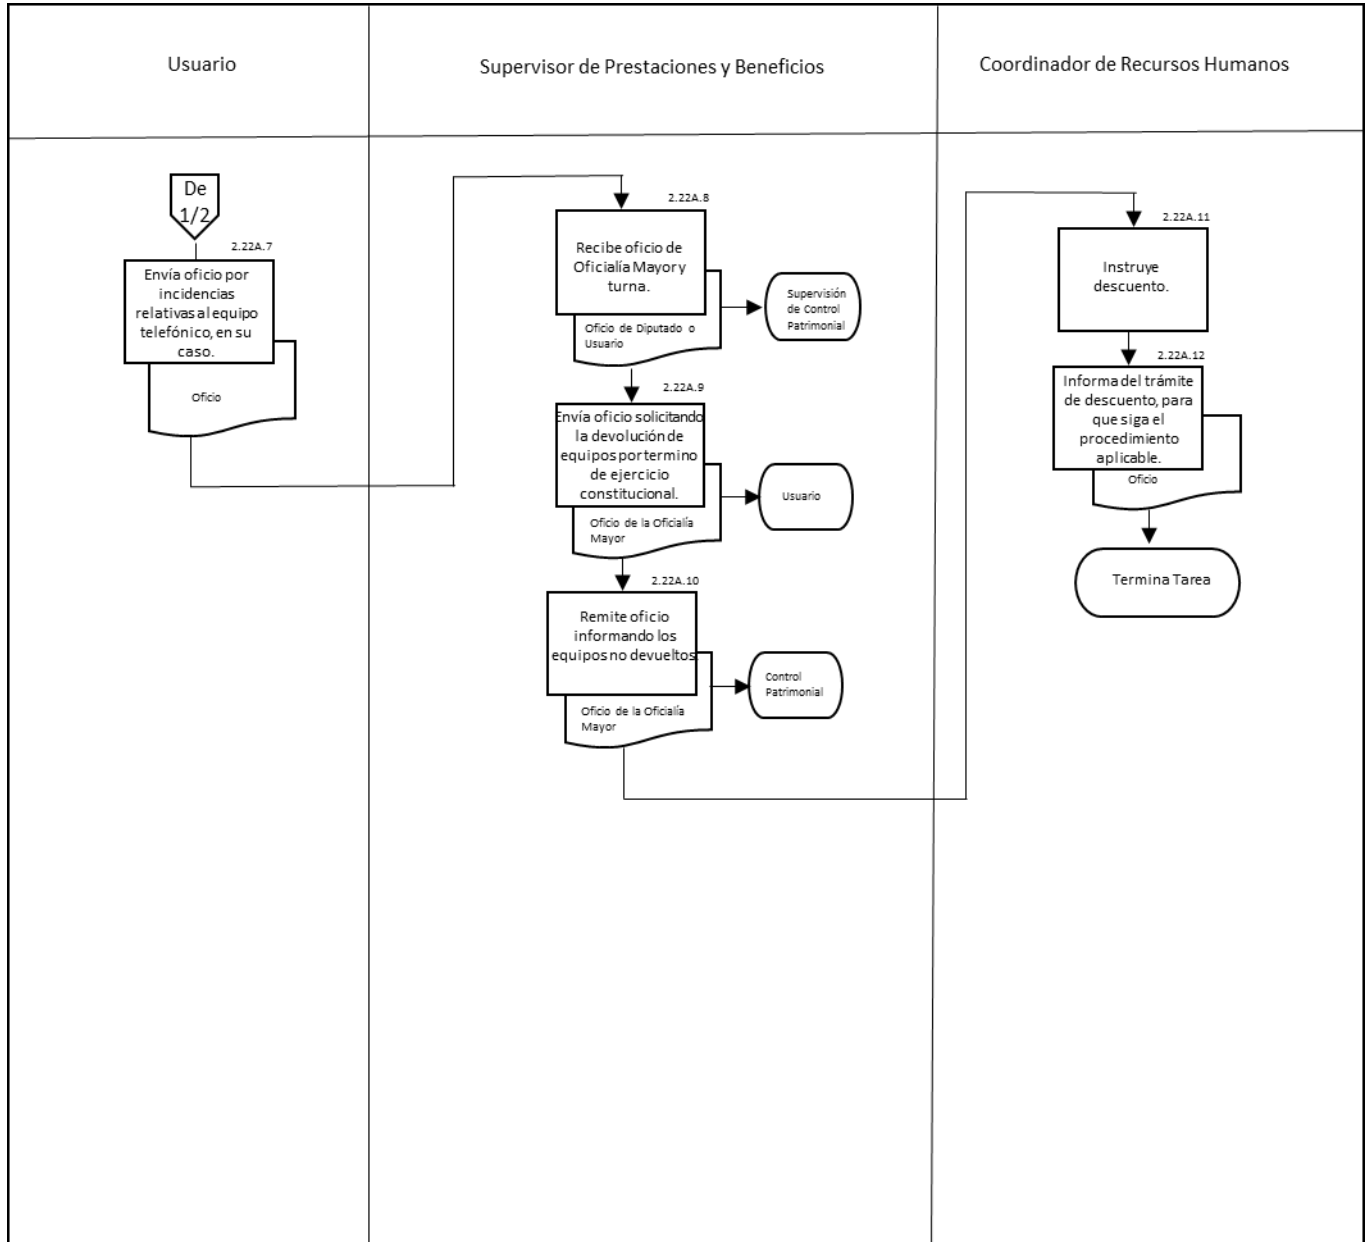 Usuario
Supervisor de Prestaciones y Beneficios
Coordinador de Recursos Humanos
De
1/2
2.22A.7
Envía oficio por
incidencias
relativas al equipo
telefónico, en su
caso.
Oficio
2.22A.8
Recibe oficio de
Oficialía Mayor y
turna.
Oficio de Diputado o
Usuario
Supervisión
de Control
Patrimonial
2.22A.9
Envía oficio solicitando
la devolución de
equipos por termino
de ejercicio
constitucional.
Oficio de la Oficialía
Mayor
Usuario
2.22A.10
Remite oficio
informando los
equipos no devueltos
Oficio de la Oficialía
Mayor
Control
Patrimonial
2.22A.11
Instruye
descuento.
2.22A.12
Informa del trámite
de descuento, para
que siga el
procedimiento
aplicable.
Oficio
Termina Tarea